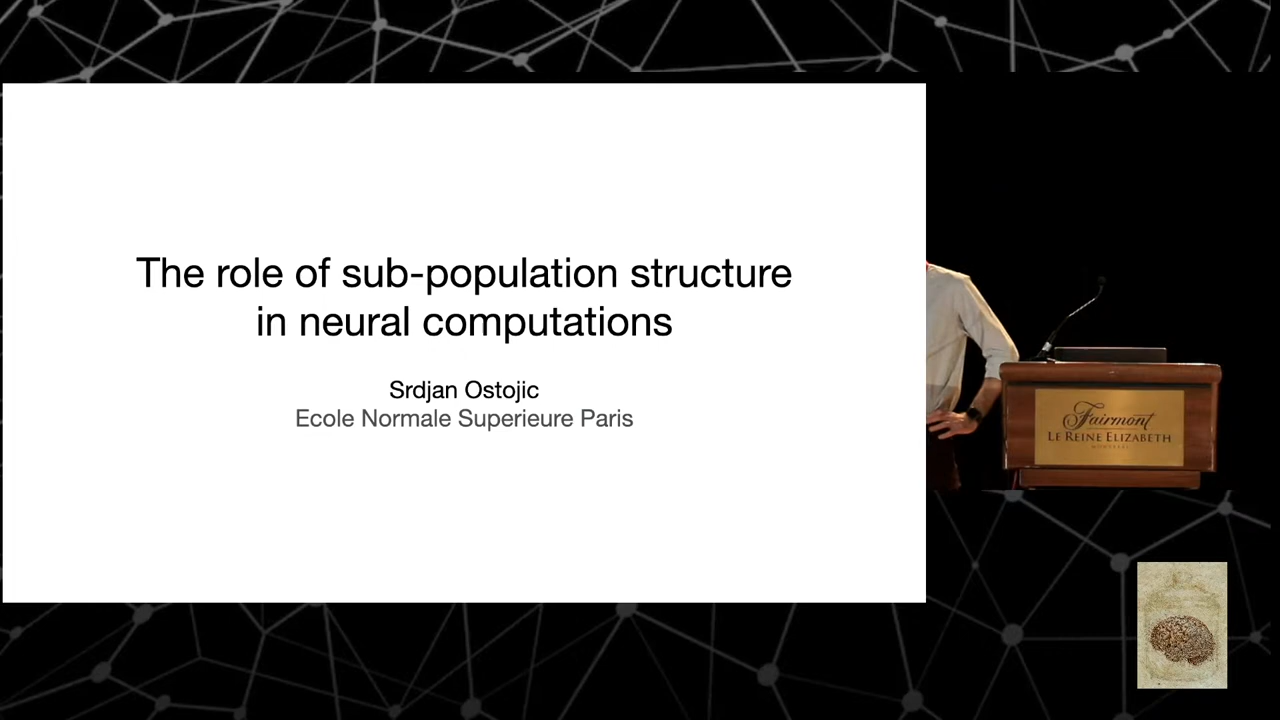 The role of sub-population structure
in neural computations
Srdjan Ostojic
Ecole Normale Superieure Paris
Fairmont
LE REINE ELIZABETH